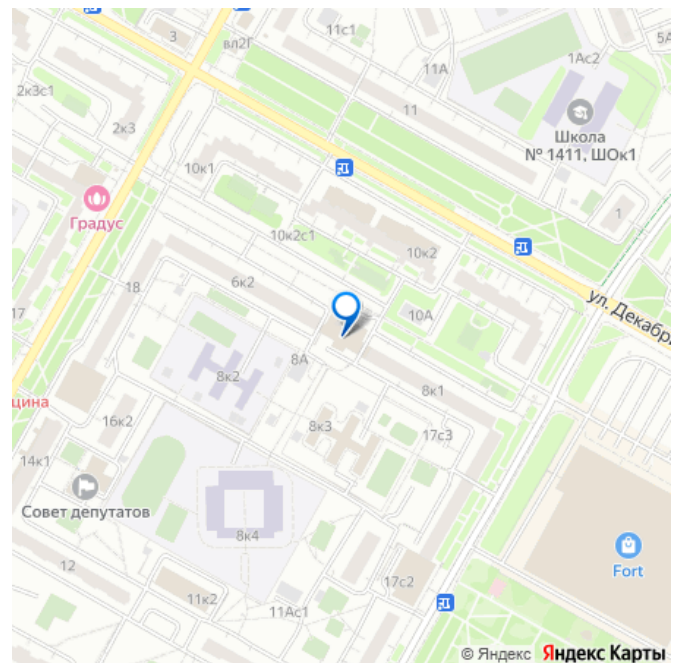 3
вл2Г
11с1
5А
2к3с1
11А
1Ас2
2к3
11
Школа
№ 1411, ШОк1
10к1
Градус
1
10к2с1
10к2
6к2
18
ул. Декабр
17
10А
8А
8к2
8к1
цина
16к2
8к3
17с3
14к1
Совет депутатов
8к4
Fort
12
17с2
11к2
11Ас1
© Яндекс Яндекс Карты